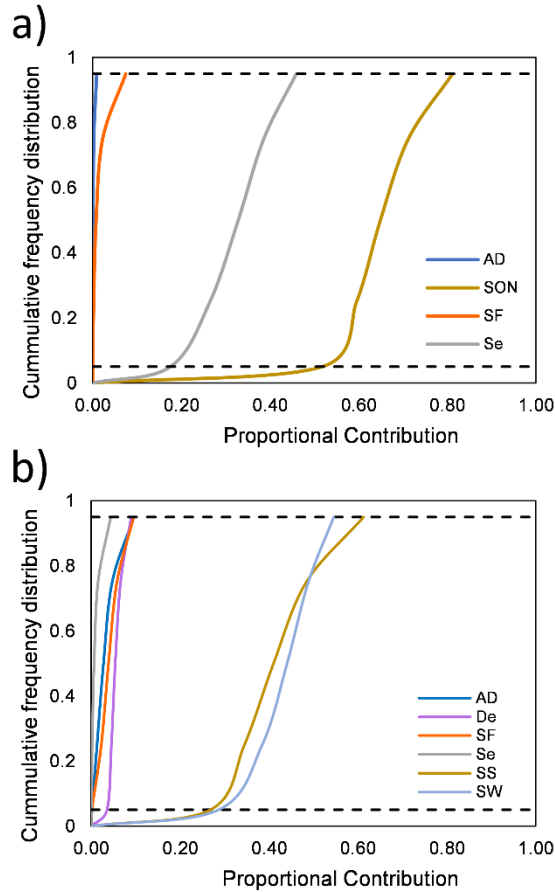 a)
Cummulative frequency distribution
1
0.8
0.6
0.4
0.2
0
AD
SON
SF
Se
0.00 0.20 0.40 0.60 0.80 1.00
Proportional Contribution
b)
Cummulative frequency distribution
1
0.8
0.6
0.4
0.2
0
AD
De
SF
Se
SS
SW
0.00 0.20 0.40 0.60 0.80 1.00
Proportional Contribution